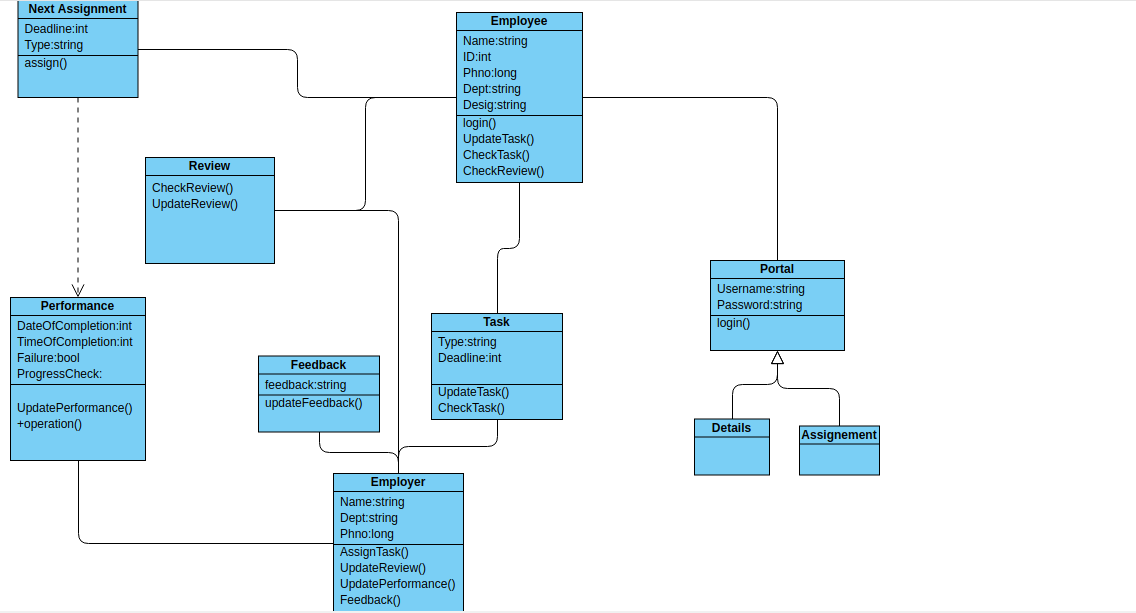 Next Assignment
Deadline:int
Type:string
assign()
Employee
Name:string
ID:int
Phno:long
Dept:string
Desig:string
login()
UpdateTask()
CheckTask()
CheckReview()
Review
CheckReview()
UpdateReview()
Portal
Username:string
Password:string
login()
Performance
DateOfCompletion:int
TimeOfCompletion:int
Failure:bool
ProgressCheck:
UpdatePerformance()
+operation()
Task
Type:string
Deadline:int
UpdateTask()
CheckTask()
Feedback
feedback:string
updateFeedback()
Details
Assignement
Employer
Name:string
Dept:string
Phno:long
AssignTask()
UpdateReview()
UpdatePerformance()
Feedback()